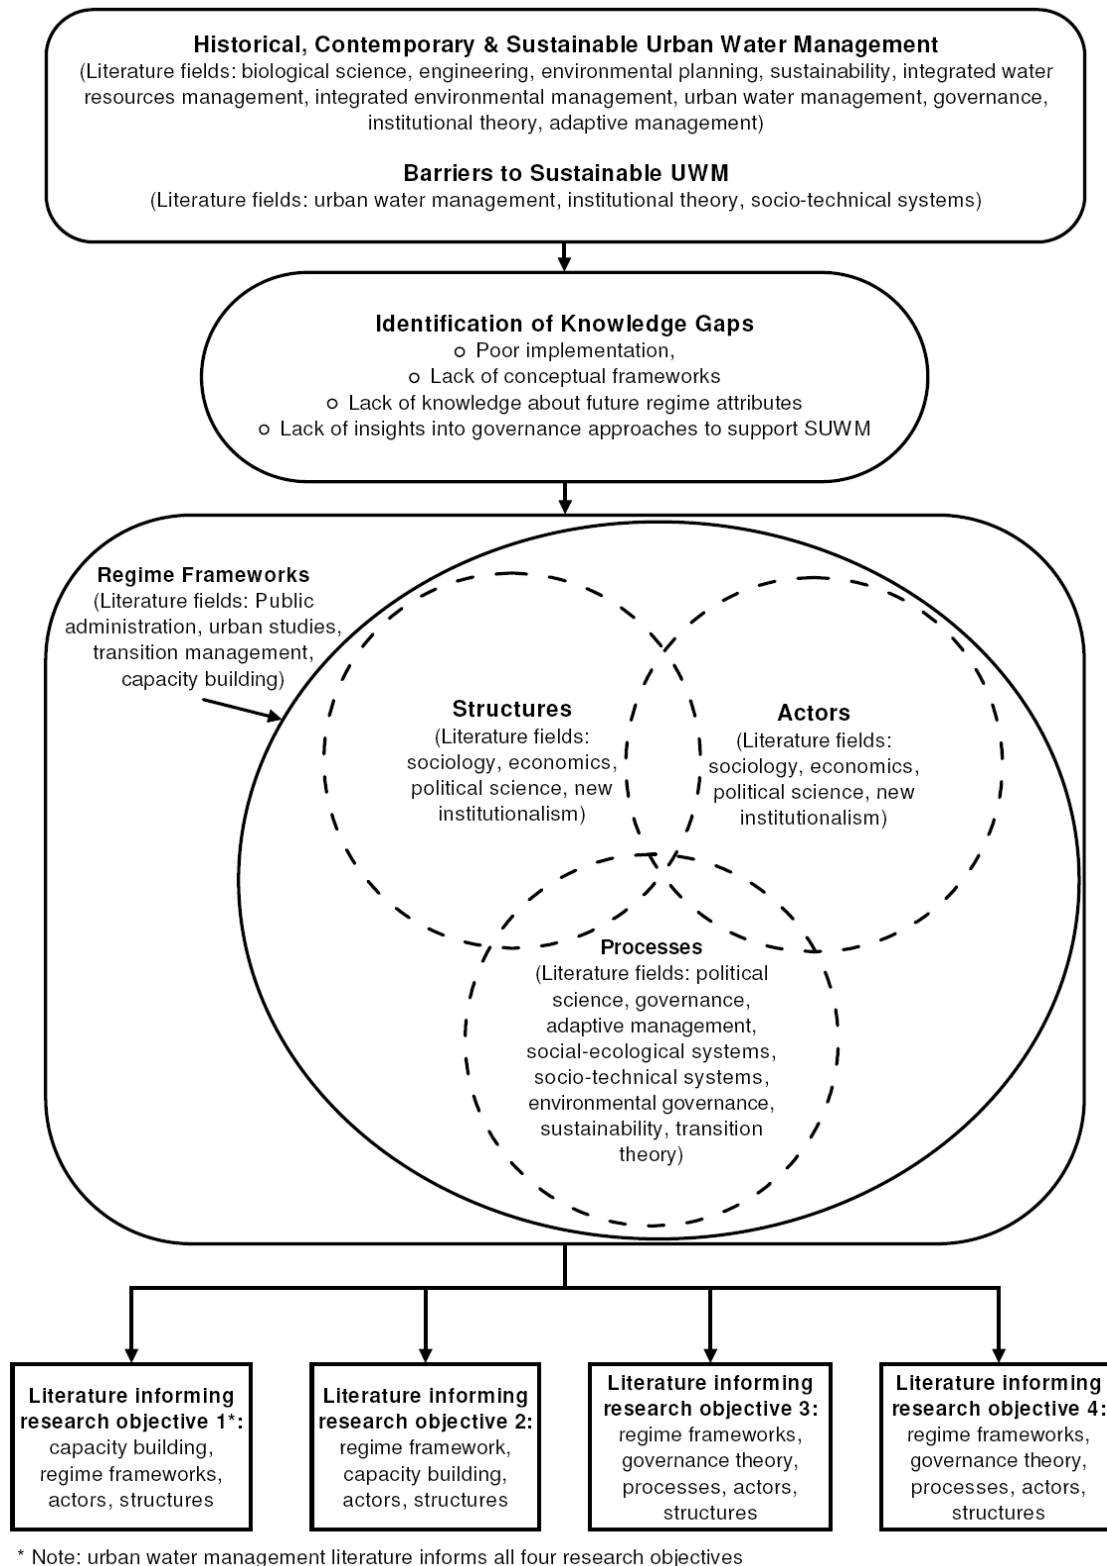 Historical, Contemporary & Sustainable Urban Water Management
(Literature fields: biological science, engineering, environmental planning, sustainability, integrated water
resources management, integrated environmental management, urban water management, governance,
institutional theory, adaptive management)
Barriers to Sustainable UWM
(Literature fields: urban water management, institutional theory, socio-technical systems)
Identification of Knowledge Gaps
o Poor implementation,
o Lack of conceptual frameworks
o Lack of knowledge about future regime attributes
o Lack of insights into governance approaches to support SUWM
Regime Frameworks
(Literature fields: Public
administration, urban studies,
transition management,
capacity building)
Structures
(Literature fields:
sociology, economics,
political science, new
institutionalism)
Actors
(Literature fields:
sociology, economics,
political science, new
institutionalism)
Processes
(Literature fields: political
science, governance,
adaptive management,
social-ecological systems,
socio-technical systems,
environmental governance,
sustainability, transition
theory)
Literature informing
research objective 1*:
capacity building,
regime frameworks,
actors, structures
Literature informing
research objective 2:
regime framework,
capacity building,
actors, structures
Literature informing
research objective 3:
regime frameworks,
governance theory,
processes, actors,
structures
Literature informing
research objective 4:
regime frameworks,
governance theory,
processes, actors,
structures
* Note: urban water management literature informs all four research objectives